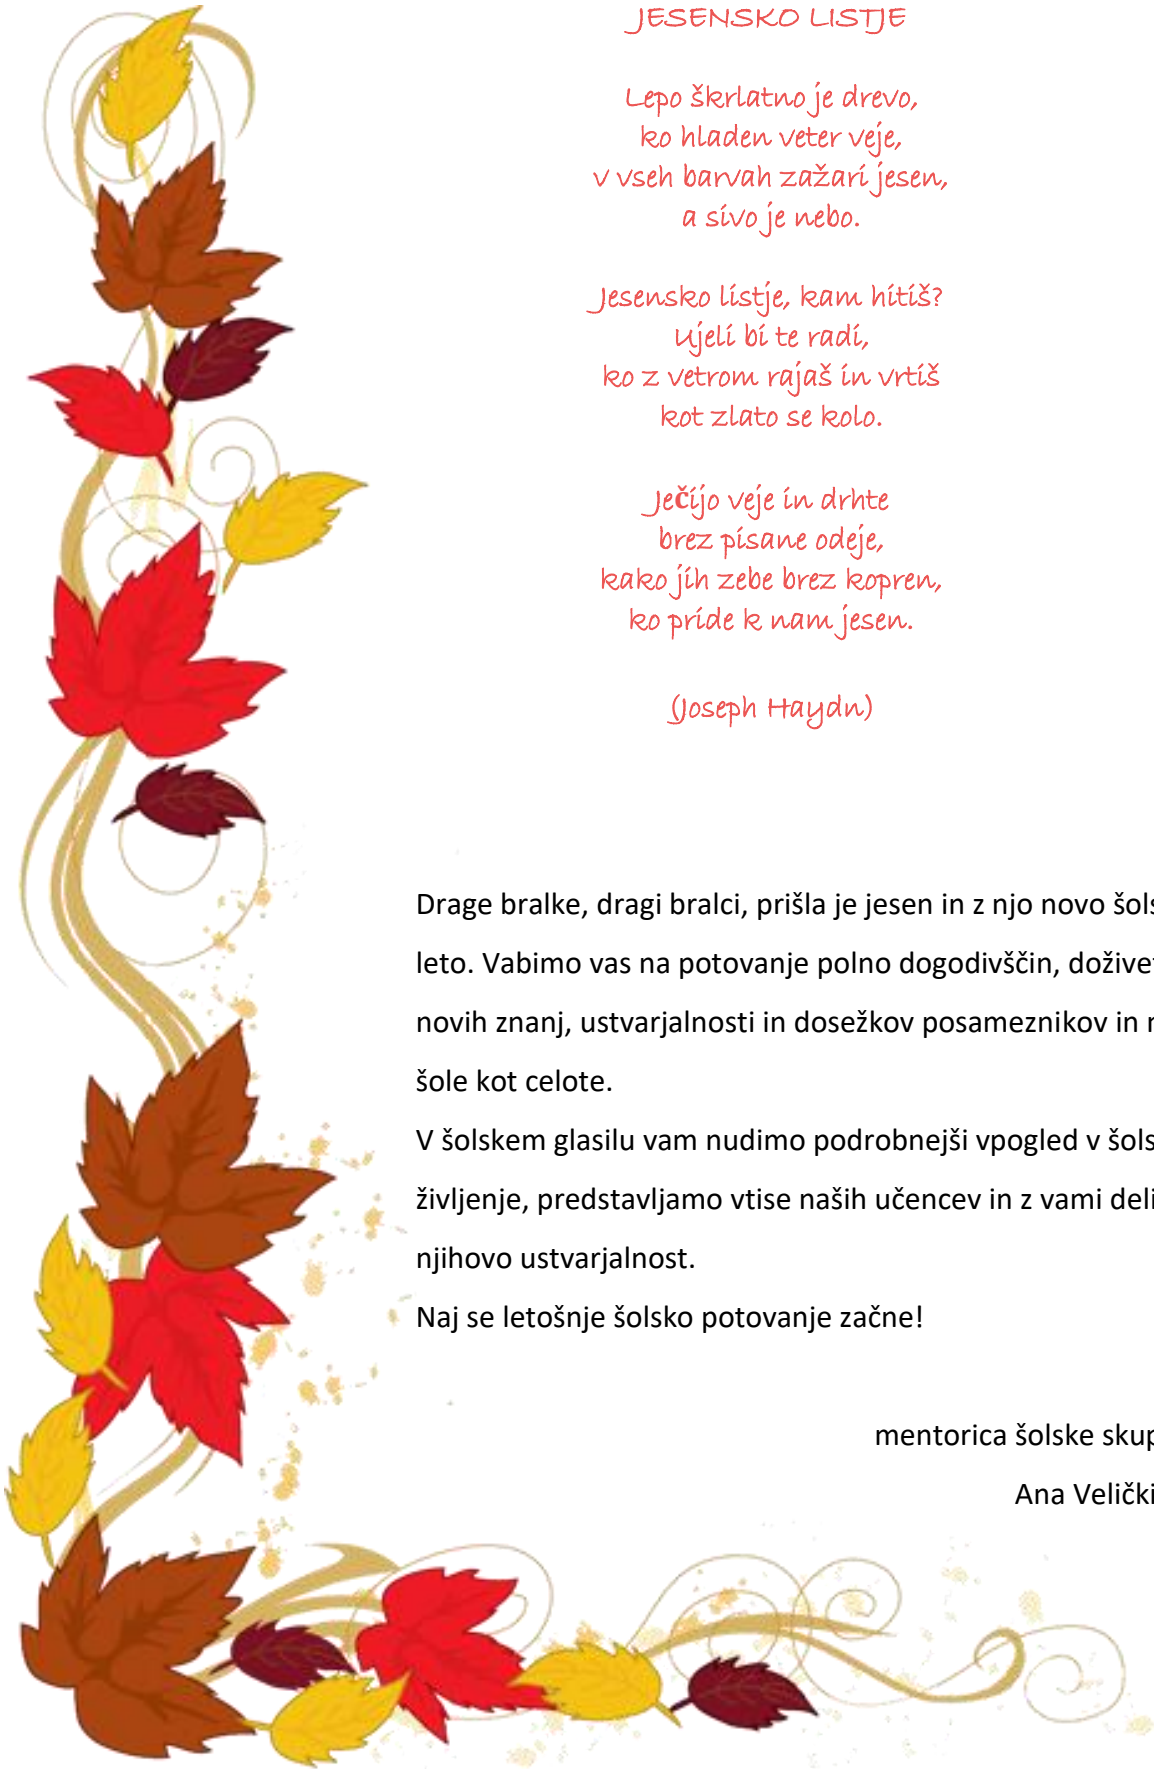 JESENSKO LISTJE
Lepo škrlatno je drevo,
ko hladen veter veje,
v vseh barvah zažari jesen,
a sivo je nebo.
Jesensko listje, kam hitiš?
Ujeli bi te radi,
ko z vetrom rajaš in vrtiš
kot zlato se kolo.
Ječijo veje in drhte
brez pisane odeje,
kako jih zebe brez kopren,
ko pride k nam jesen.
(Joseph Haydn)
Drage bralke, dragi bralci, prišla je jesen in z njo novo
leto. Vabimo vas na potovanje polno dogodivščin,
novih znanj, ustvarjalnosti in dosežkov posameznikov in
šole kot celote.
V šolskem glasilu vam nudimo podrobnejši vpogled v
življenje, predstavljamo vtise naših učencev in z vami
njihovo ustvarjalnost.
Naj se letošnje šolsko potovanje začne!
mentorica šolske
Ana